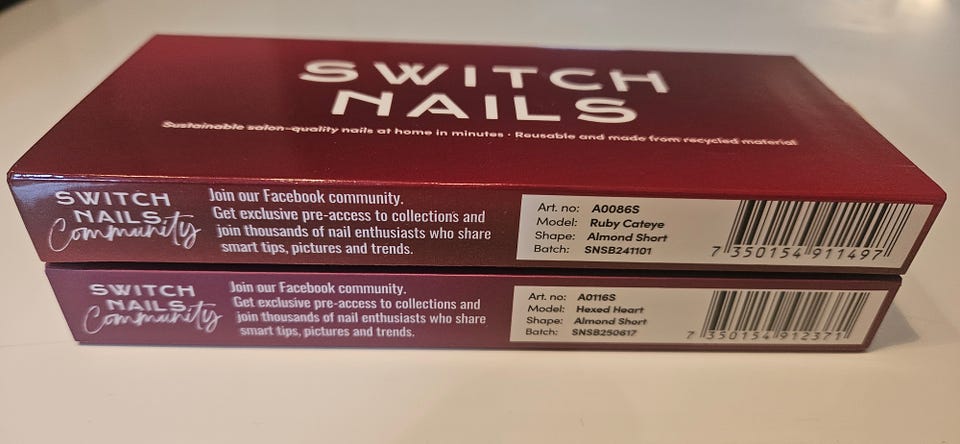 SWITCH
NAILS
Sustainable salon-quality nails at home in minutes · Reusable and made from recycled material
SWITCH
NAILS
Community
Join our Facebook community.
Get exclusive pre-access to collections and
join thousands of nail enthusiasts who share
smart tips, pictures and trends.
Art. no: A0086S
Model: Ruby Cateye
Shape: Almond Short
Batch: SNSB241101
7 350154 911497
SWITCH
NAILS
Community
Join our Facebook community.
Get exclusive pre-access to collections and
join thousands of nail enthusiasts who share
smart tips, pictures and trends.
Art. no: A0116S
Model: Hexed Heart
Shape: Almond Short
Batch: SNSB250617
7 350154 912371